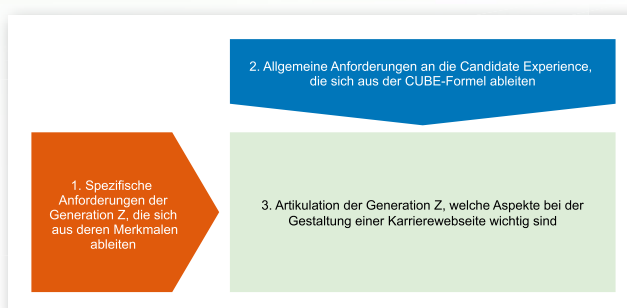 2. Allgemeine Anforderungen an die Candidate Experience,
die sich aus der CUBE-Formel ableiten
1. Spezifische
Anforderungen der
Generation Z, die sich
aus deren Merkmalen
ableiten
3. Artikulation der Generation Z, welche Aspekte bei der
Gestaltung einer Karrierewebseite wichtig sind